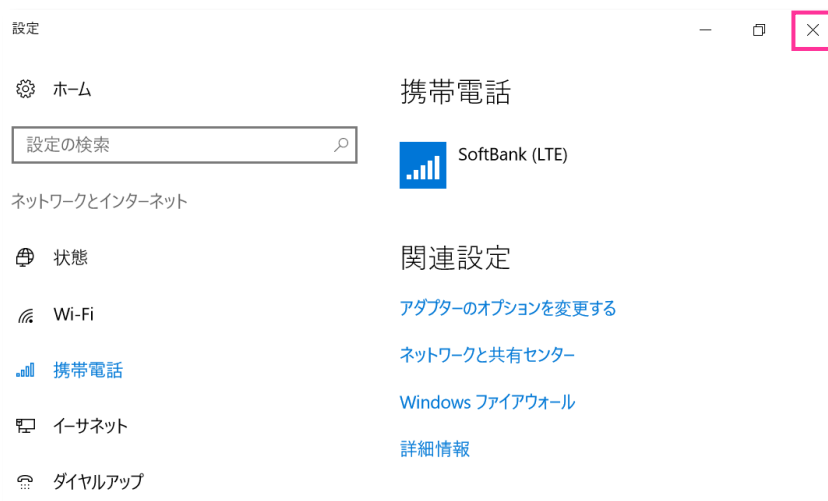 設定
ホーム
設定の検索
ネットワークとインターネット
状態
Wi-Fi
携帯電話
イーサネット
ダイヤルアップ
携帯電話
SoftBank (LTE)
関連設定
アダプターのオプションを変更する
ネットワークと共有センター
Windows ファイアウォール
詳細情報